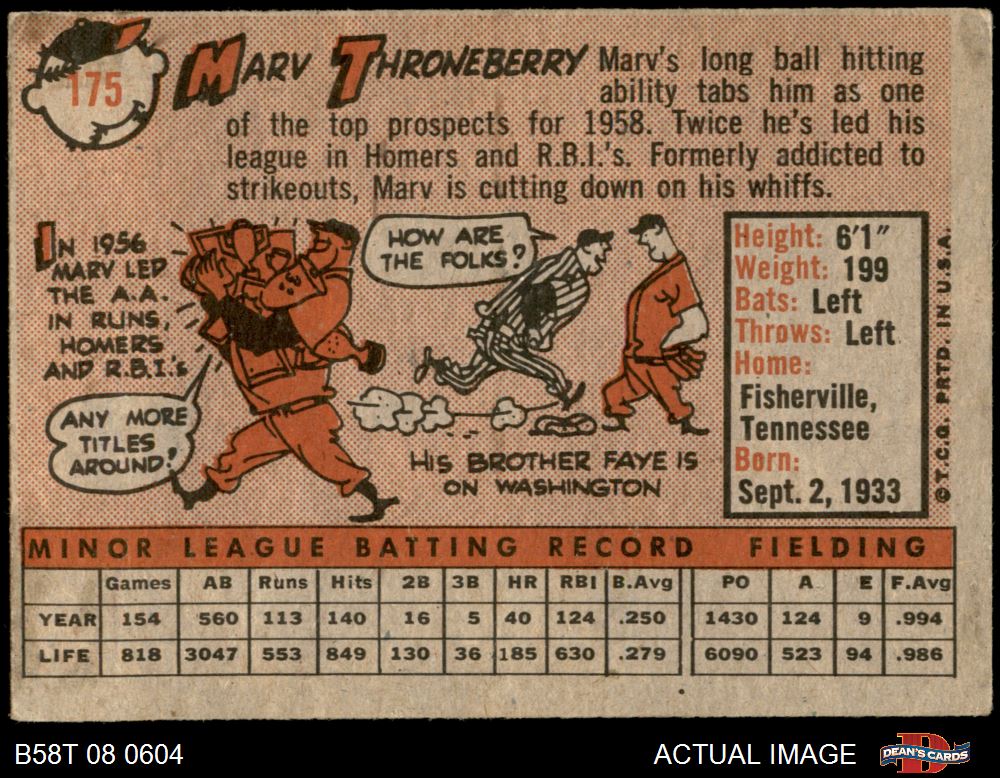 175
MARV THRONEBERRY
Marv's long ball hitting
ability tabs him as one
of the top prospects for 1958. Twice he's led his
league in Homers and R.B.I.'s. Formerly addicted to
strikeouts, Marv is cutting down on his whiffs.
IN 1956
MARV LED
THE A.A.
IN RUNS,
HOMERS
AND R.B.I.'s
ANY MORE
TITLES
AROUND?
HOW ARE
THE FOLKS?
HIS BROTHER FAYE IS
ON WASHINGTON
Height: 6'1"
Weight: 199
Bats: Left
Throws: Left
Home:
Fisherville,
Tennessee
Born:
Sept. 2, 1933
© T.C.G. PRTD. IN U.S.A.
MINOR LEAGUE BATTING RECORD FIELDING
Games AB Runs Hits 2B 3B HR RBI B.Avg PO A E F.Avg
YEAR 154 560 113 140 16 5 40 124 .250 1430 124 9 .994
LIFE 818 3047 553 849 130 36 185 630 .279 6090 523 94 .986
B58T 08 0604
ACTUAL IMAGE
DEAN'S CARDS